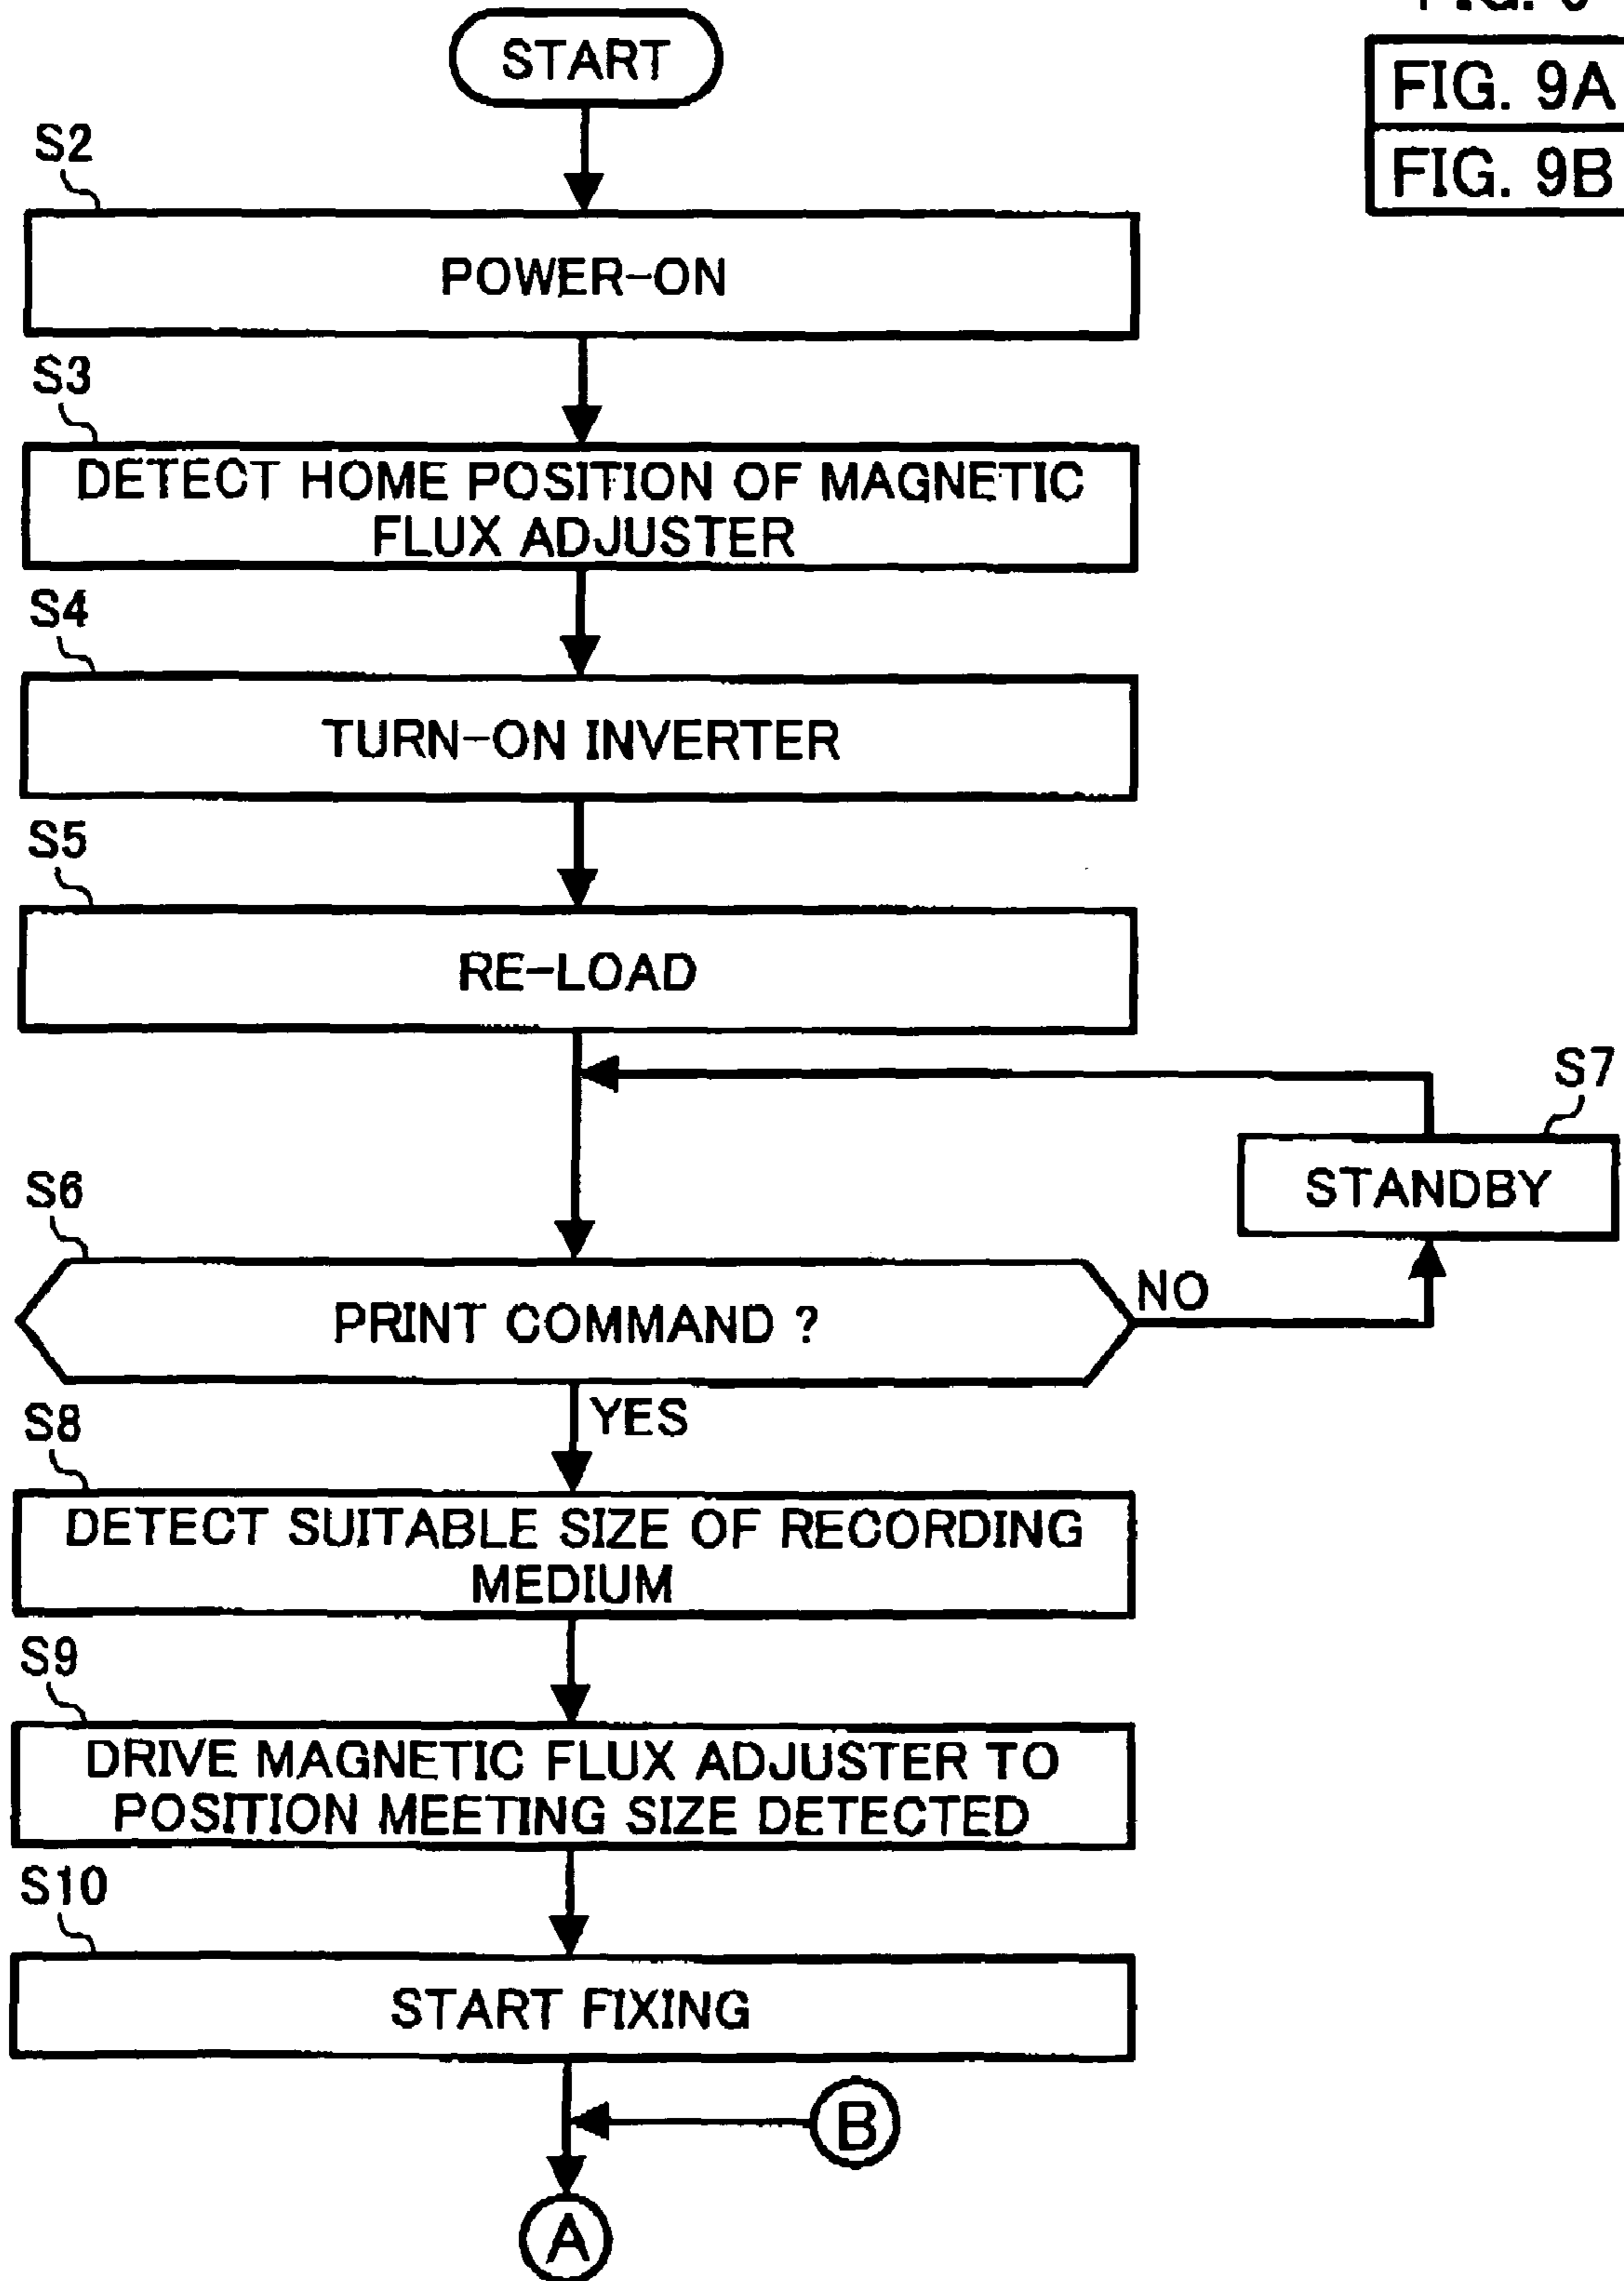 START
FIG. 9A
FIG. 9B
S2
POWER-ON
S3
DETECT HOME POSITION OF MAGNETIC
FLUX ADJUSTER
S4
TURN-ON INVERTER
S5
RE-LOAD
S7
STANDBY
S6
PRINT COMMAND ?
NO
YES
S8
DETECT SUITABLE SIZE OF RECORDING
MEDIUM
S9
DRIVE MAGNETIC FLUX ADJUSTER TO
POSITION MEETING SIZE DETECTED
S10
START FIXING
B
A